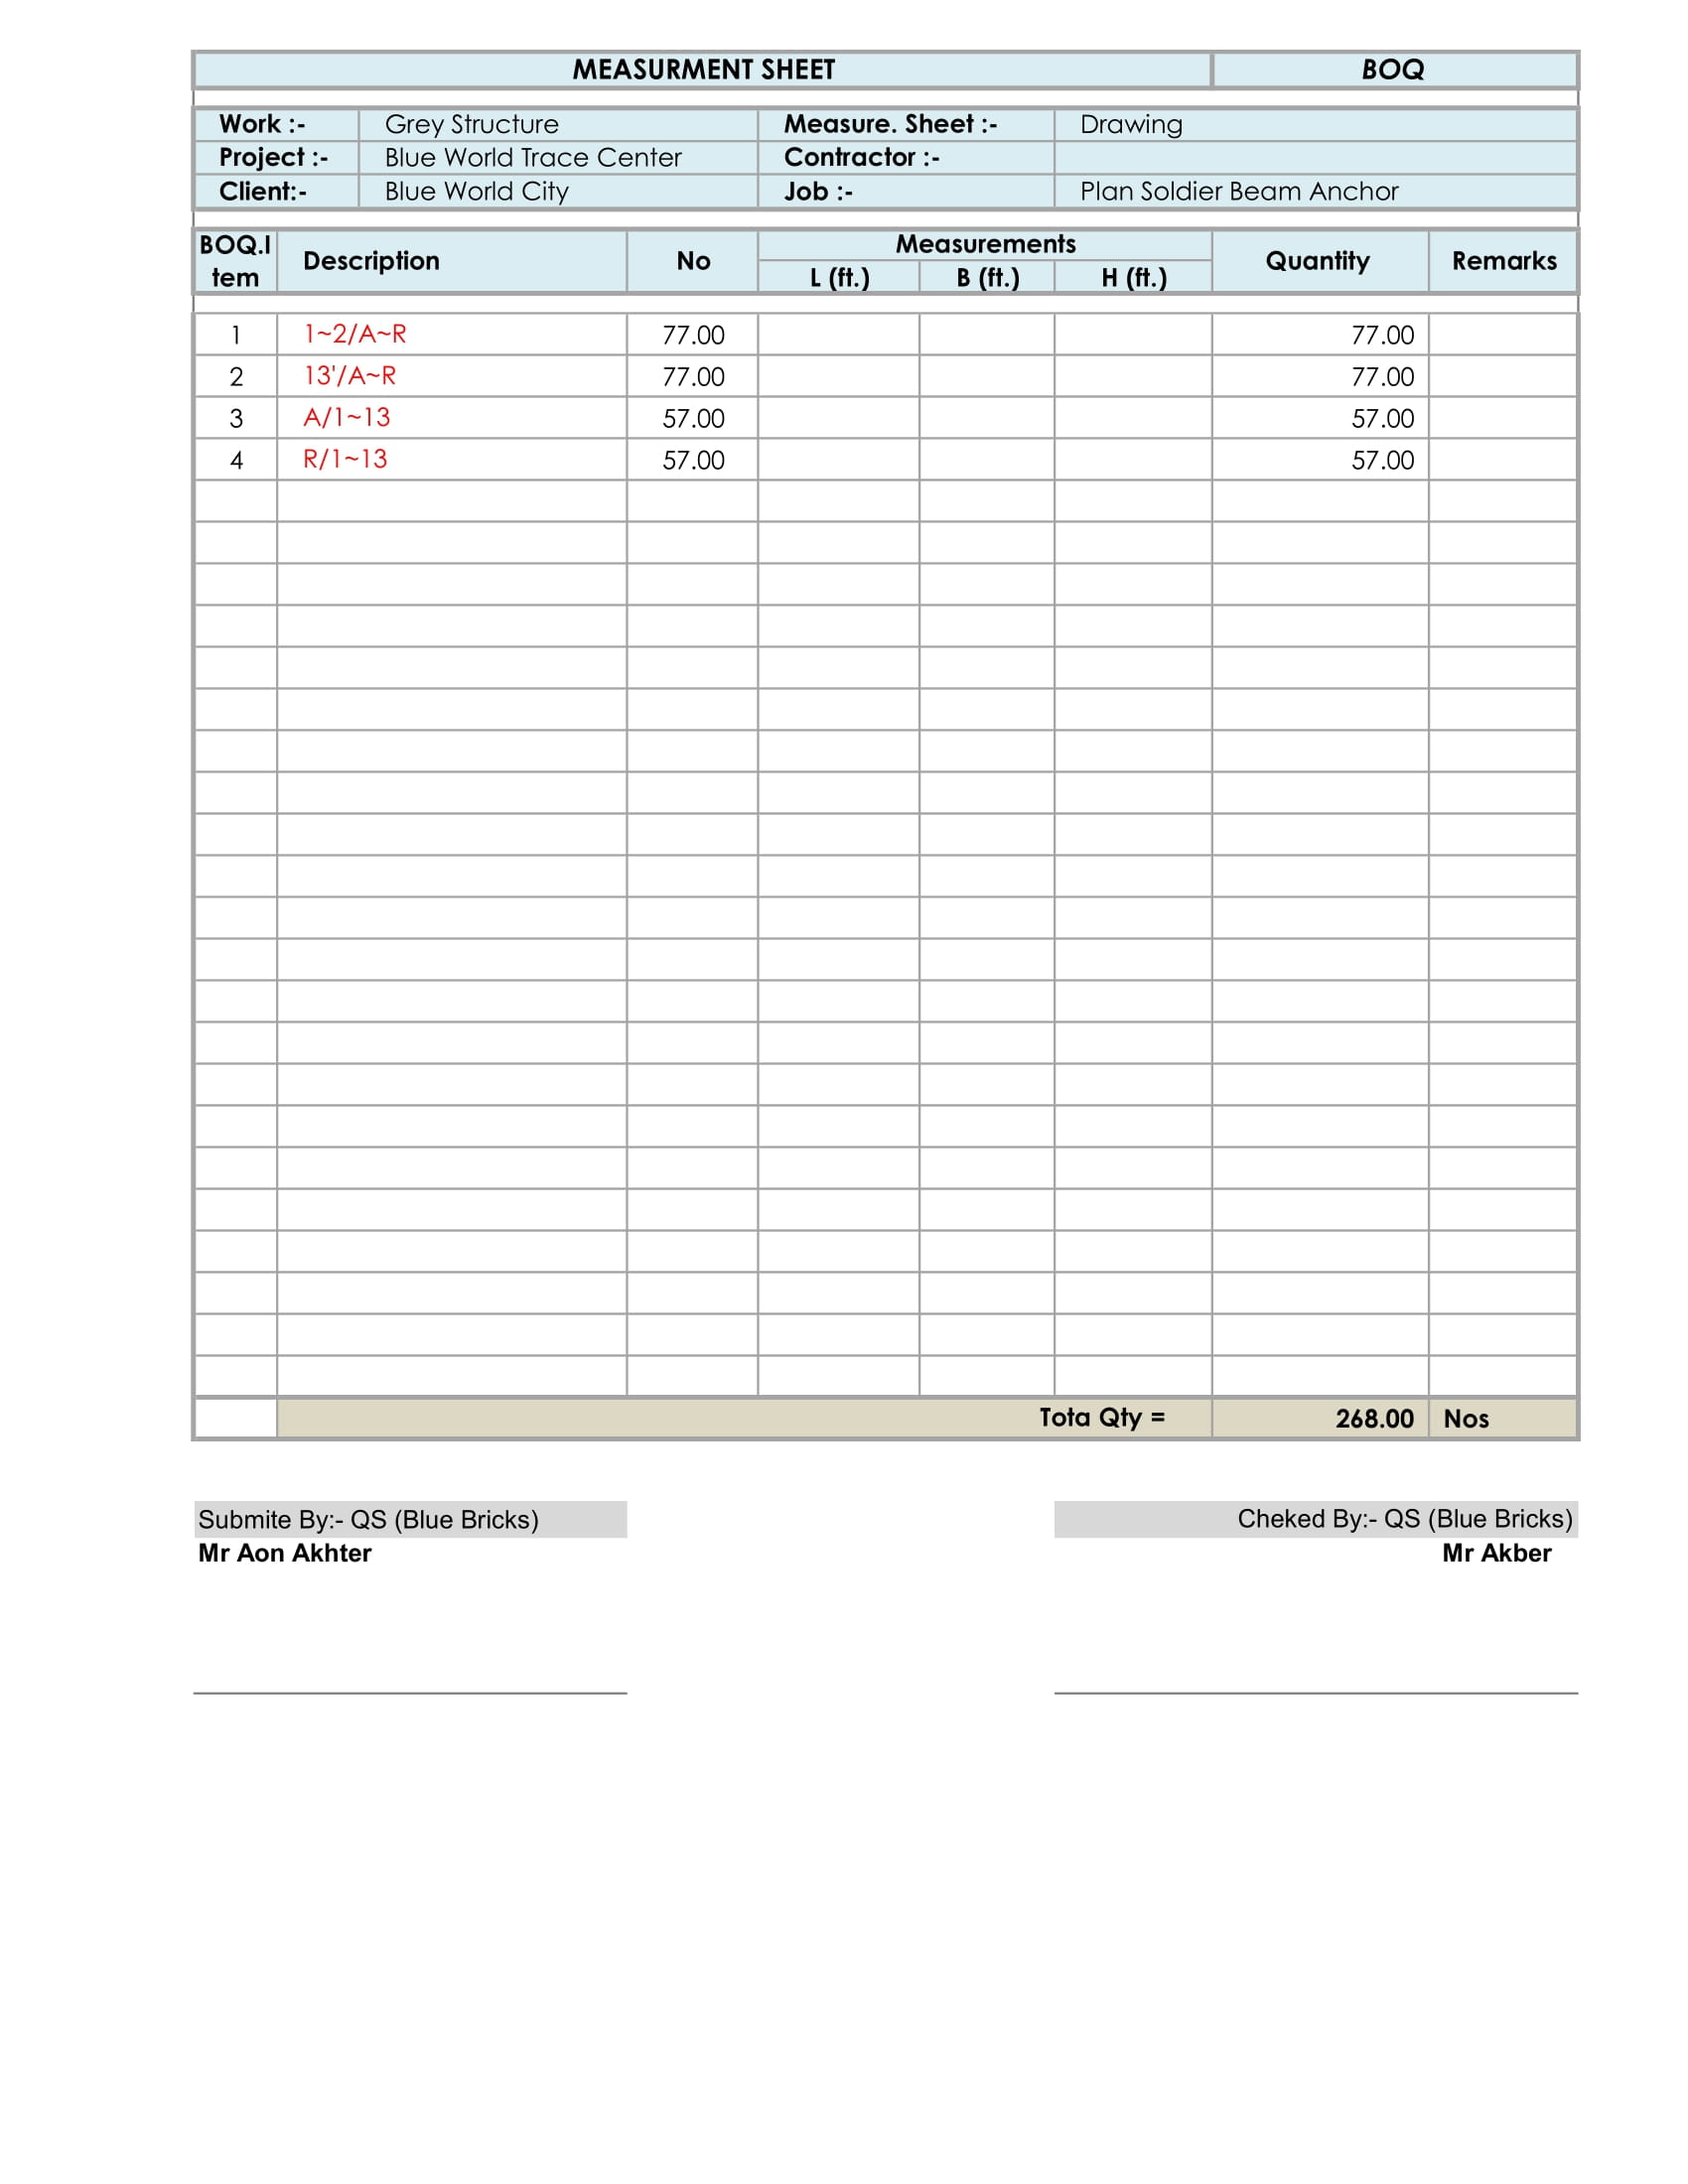 MEASURMENT SHEET BOQ
Work :- Grey Structure Measure. Sheet :- Drawing
Project :- Blue World Trace Center Contractor :-
Client:- Blue World City Job :- Plan Soldier Beam Anchor
BOQ.I
tem Description No Measurements Quantity Remarks
L (ft.) B (ft.) H (ft.)
1 1~2/A~R 77.00 77.00
2 13'/A~R 77.00 77.00
3 A/1~13 57.00 57.00
4 R/1~13 57.00 57.00
Tota Qty = 268.00 Nos
Submite By:- QS (Blue Bricks) Cheked By:- QS (Blue Bricks)
Mr Aon Akhter Mr Akber